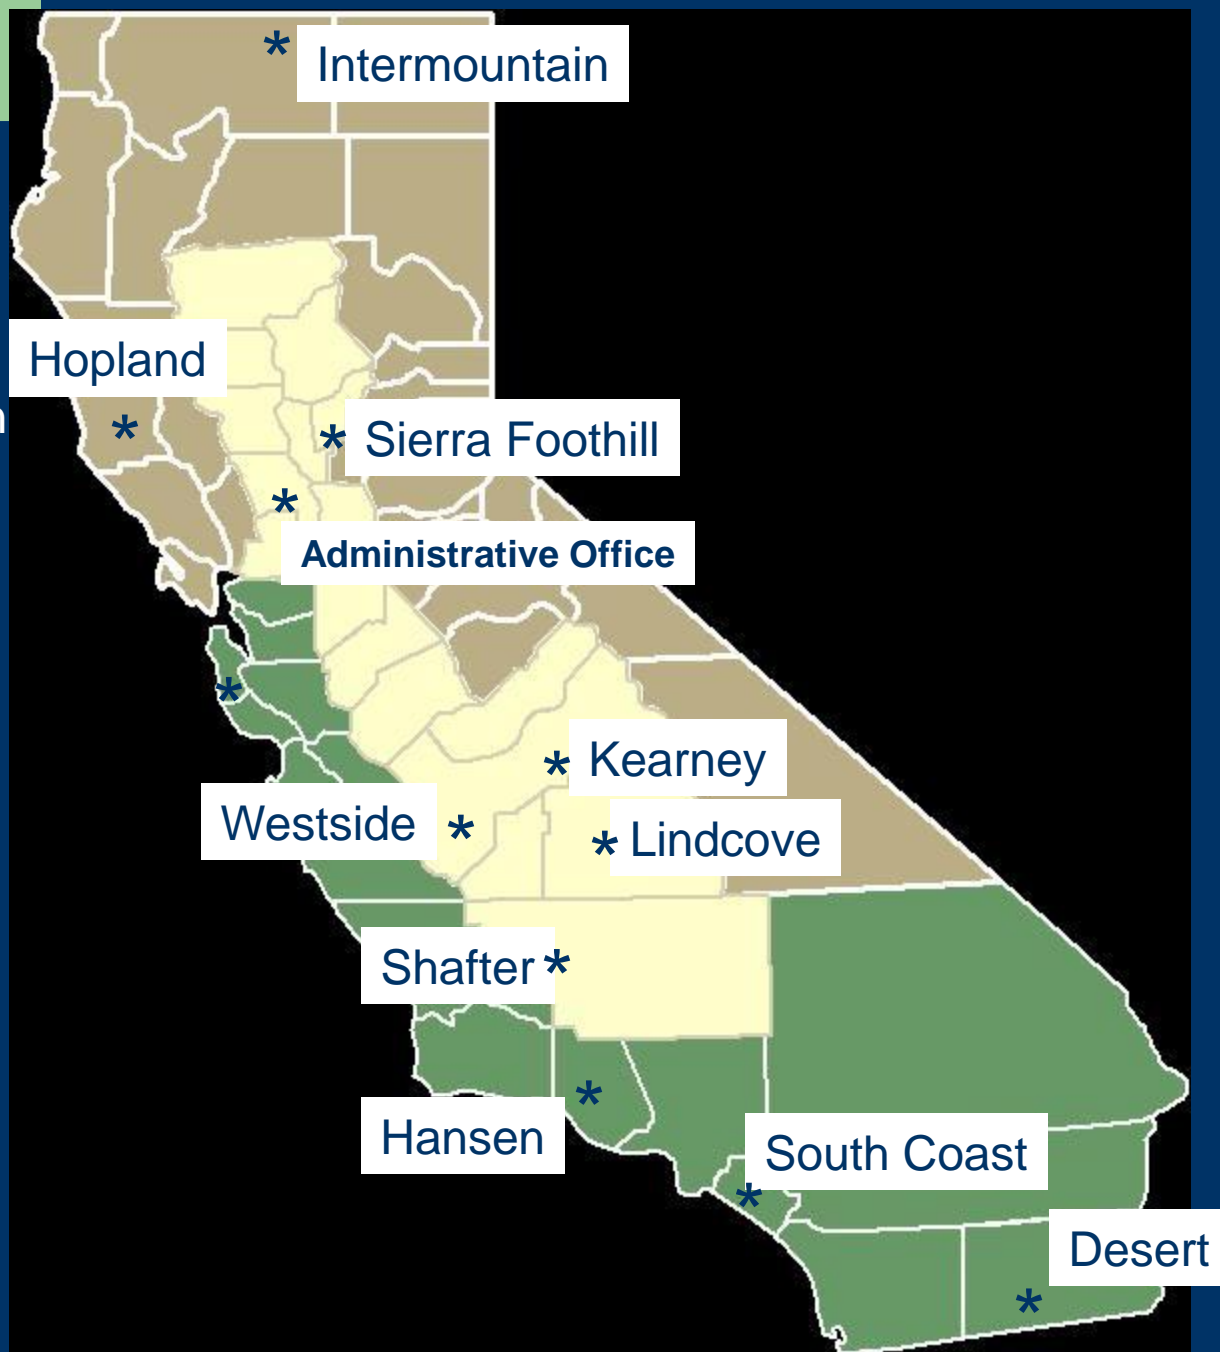 * Intermountain
Hopland
n
*
* Sierra Foothill
*
Administrative Office
*
* Kearney
Westside *
* Lindcove
Shafter *
*
Hansen
South Coast
*
Desert
*